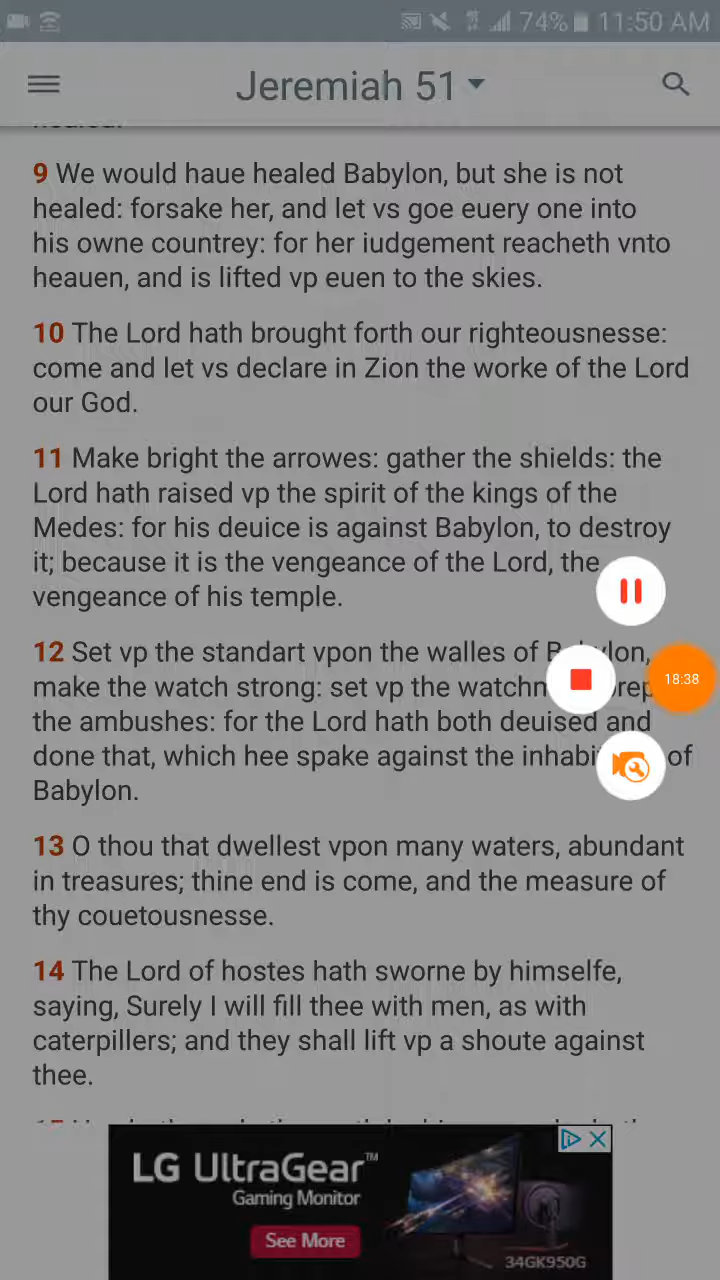 74% 11:50 AM
Jeremiah 51
9 We would haue healed Babylon, but she is not
healed: forsake her, and let vs goe euery one into
his owne countrey: for her iudgement reacheth vnto
heauen, and is lifted vp euen to the skies.
10 The Lord hath brought forth our righteousnesse:
come and let vs declare in Zion the worke of the Lord
our God.
11 Make bright the arrowes: gather the shields: the
Lord hath raised vp the spirit of the kings of the
Medes: for his deuice is against Babylon, to destroy
it; because it is the vengeance of the Lord, the
vengeance of his temple.
12 Set vp the standart vpon the walles of
make the watch strong: set vp the
18:38
the ambushes: for the Lord hath both deuised and
done that, which hee spake against the of
Babylon.
13 O thou that dwellest vpon many waters, abundant
in treasures; thine end is come, and the measure of
thy couetousnesse.
14 The Lord of hostes hath sworne by himselfe,
saying, Surely I will fill thee with men, as with
caterpillers; and they shall lift vp a shoute against
thee.
LG UltraGear™
Gaming Monitor
See More
34GK950G